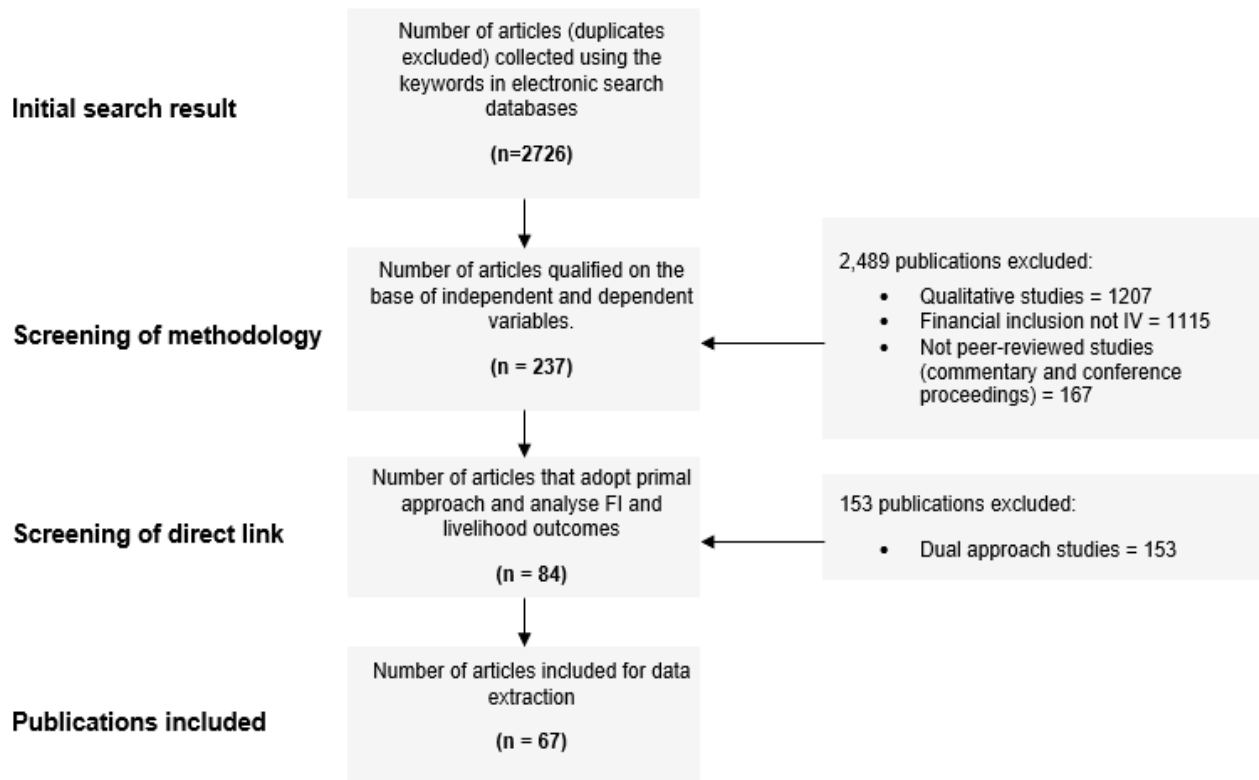 Number of articles (duplicates
excluded) collected using the
keywords in electronic search
databases
(n=2726)
Initial search result
Number of articles qualified on the
base of independent and dependent
variables.
(n = 237)
Screening of methodology
2,489 publications excluded:
• Qualitative studies = 1207
• Financial inclusion not IV = 1115
• Not peer-reviewed studies
(commentary and conference
proceedings) = 167
Number of articles that adopt primal
approach and analyse FI and
livelihood outcomes
(n = 84)
Screening of direct link
153 publications excluded:
• Dual approach studies = 153
Number of articles included for data
extraction
(n = 67)
Publications included